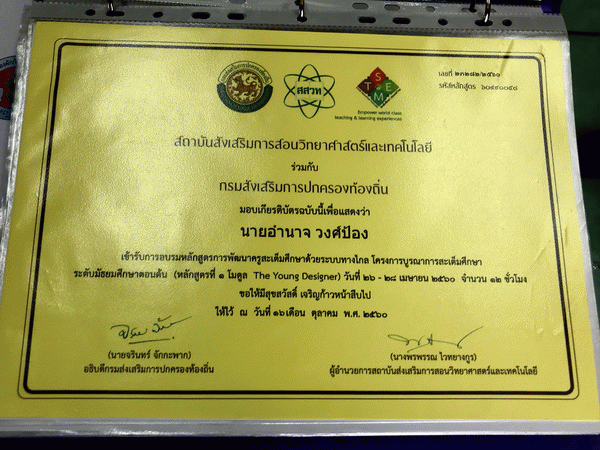 เลขที่ ๒๓๒๘๒/๒๕๖๐
รหัสหลักสูตร ๖๐๙๙๐๐๙๘
สสวท
S
T E
M
Empower world class
teaching & learning experiences
สถาบันส่งเสริมการสอนวิทยาศาสตร์และเทคโนโลยี
ร่วมกับ
กรมส่งเสริมการปกครองท้องถิ่น
มอบเกียรติบัตรฉบับนี้เพื่อแสดงว่า
นายอำนาจ วงศ์ป้อง
เข้ารับการอบรมหลักสูตรการพัฒนาครูสะเต็มศึกษาด้วยระบบทางไกล โครงการบูรณาการสะเต็มศึกษา
ระดับมัธยมศึกษาตอนต้น (หลักสูตรที่ ๑ โมดูล The Young Designer) วันที่ ๒๖ - ๒๘ เมษายน ๒๕๖๐ จำนวน ๑๒ ชั่วโมง
ขอให้มีสุขสวัสดิ์ เจริญก้าวหน้าสืบไป
ให้ไว้ ณ วันที่ ๑๖ เดือน ตุลาคม พ.ศ. ๒๕๖๐
(นายจรินทร์ จักกะพาก) (นางพรพรรณ ไวทยางกูร)
อธิบดีกรมส่งเสริมการปกครองท้องถิ่น ผู้อำนวยการสถาบันส่งเสริมการสอนวิทยาศาสตร์และเทคโนโลยี